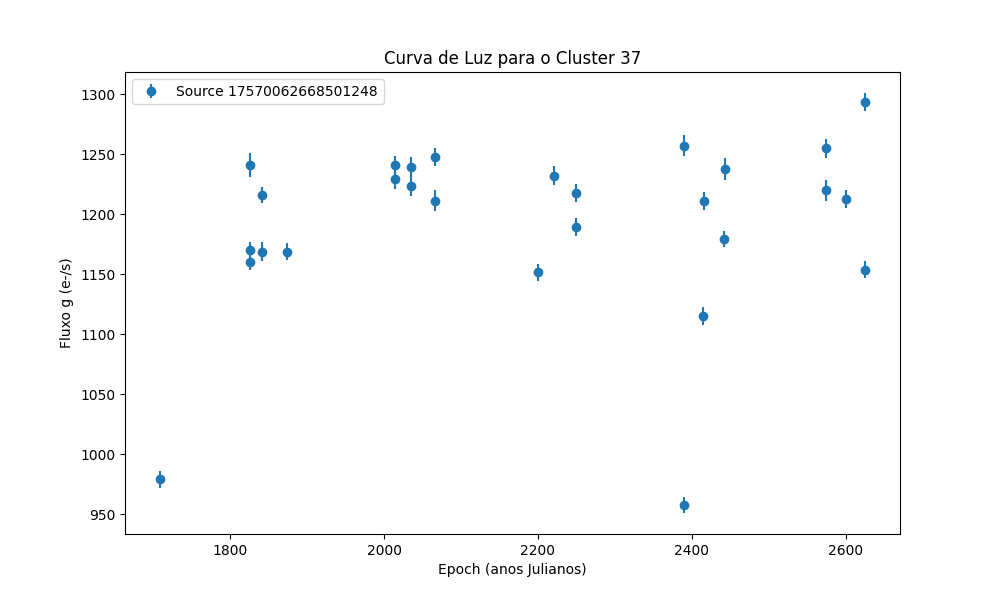 Curva de Luz para o Cluster 37
Source 17570062668501248
Fluxo g (e-/s)
1300
1250
1200
1150
1100
1050
1000
950
1800 2000 2200 2400 2600
Epoch (anos Julianos)